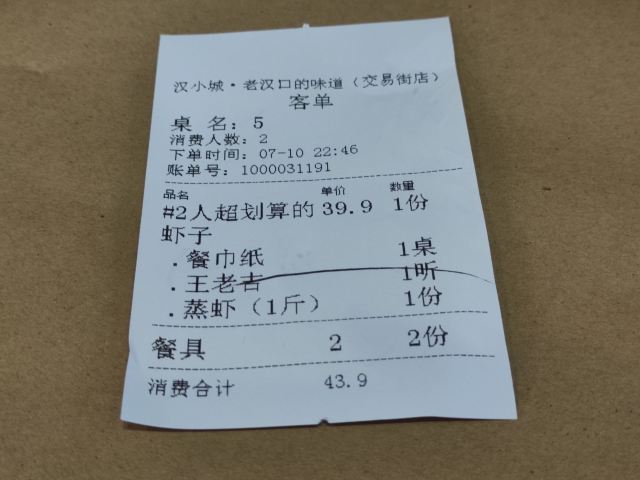 汉小城·老汉口的味道（交易街店）
客单
桌 名：5
消费人数：2
下单时间：07-10 22:46
账单号：1000031191
品名 单价 数量
#2人超划算的 39.9 1份
虾子
.餐巾纸 1桌
.王老吉 1听
.蒸虾（1斤） 1份
餐具 2 2份
消费合计 43.9